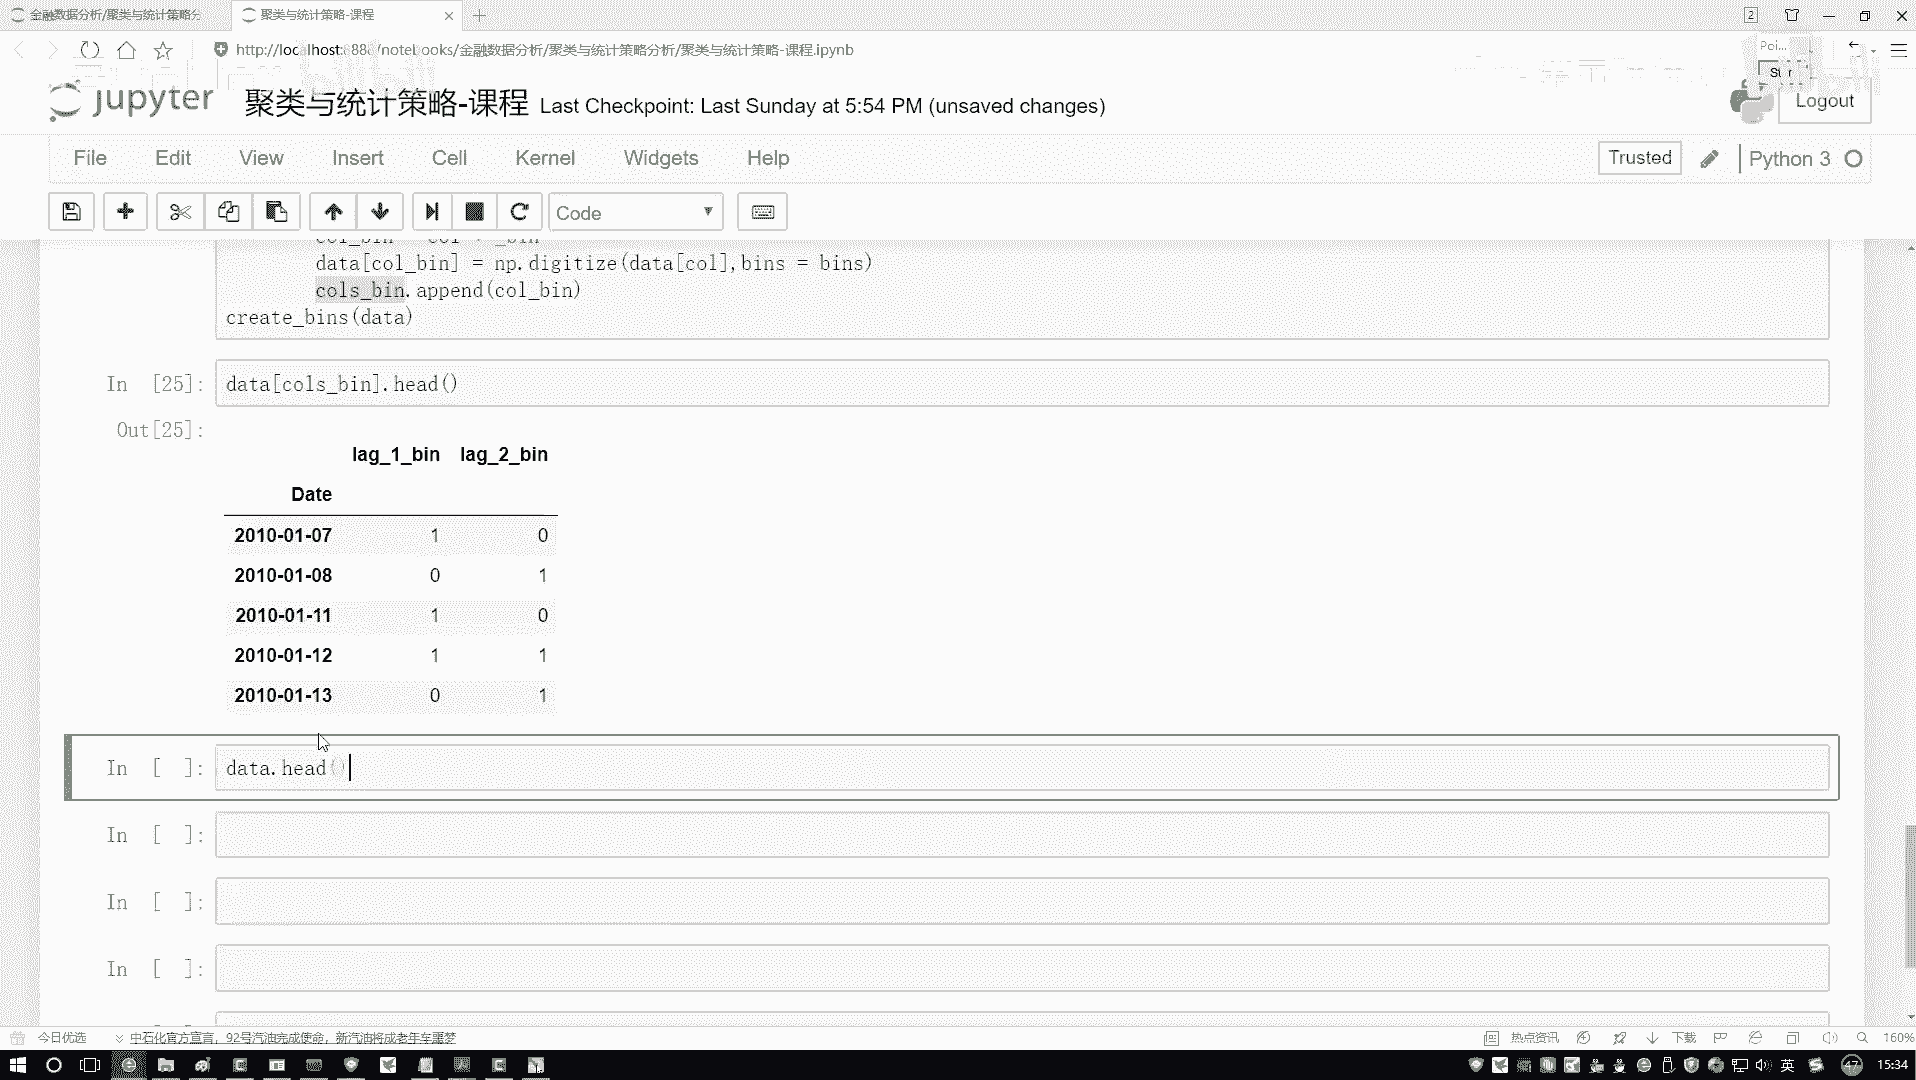 金融数据分析/聚类与统计策略分
聚类与统计策略-课程
2
http://localhost:888/notebooks/金融数据分析/聚类与统计策略分析/聚类与统计策略-课程.ipynb
jupyter 聚类与统计策略-课程 Last Checkpoint: Last Sunday at 5:54 PM (unsaved changes)
Logout
File Edit View Insert Cell Kernel Widgets Help
Trusted Python 3
Code
data[col_bin] = np.digitize(data[col],bins = bins)
cols_bin.append(col_bin)
create_bins(data)
In [25]: data[cols_bin].head()
Out[25]:
lag_1_bin lag_2_bin
Date
2010-01-07 1 0
2010-01-08 0 1
2010-01-11 1 0
2010-01-12 1 1
2010-01-13 0 1
In [ ]: data.head()
In [ ]:
In [ ]:
In [ ]:
今日优选 中石化官方宣言，92号汽油完成使命，新汽油将成老年车噩梦 热点资讯 下载 160%
英 47 15:34